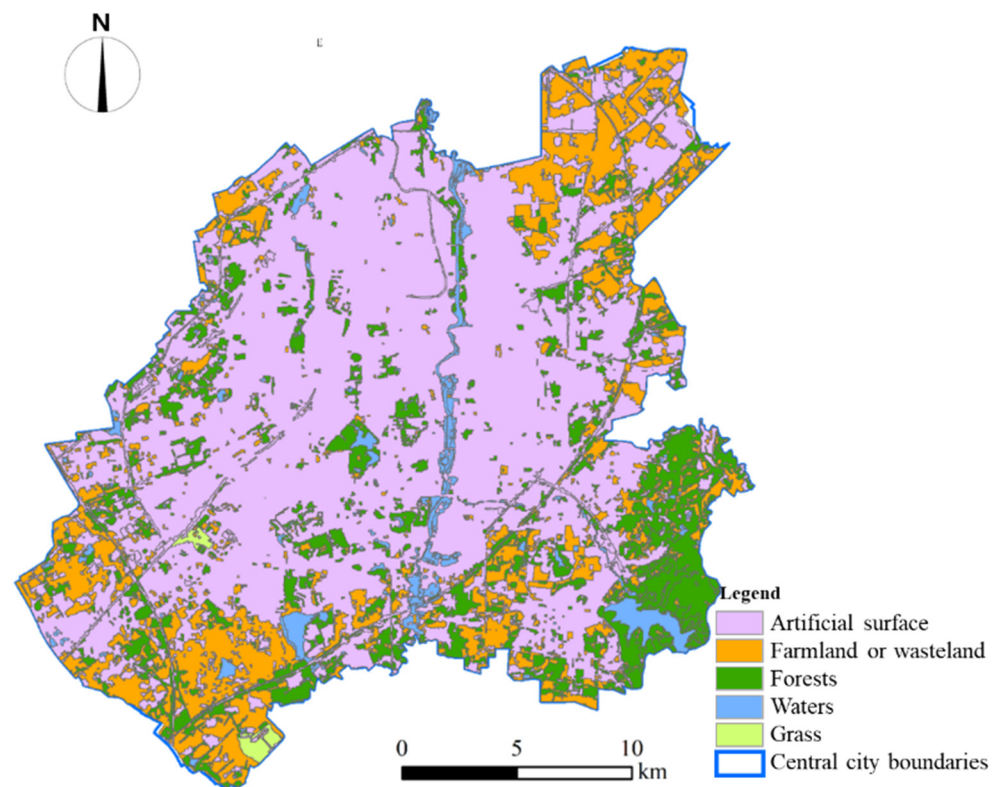 N
Legend
Artificial surface
Farmland or wasteland
Forests
Waters
Grass
Central city boundaries
0 5 10
km